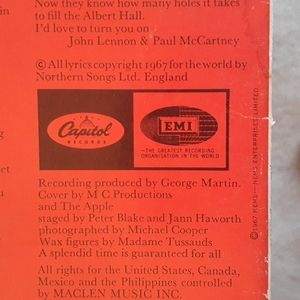 Now they know how many holes it takes
to fill the Albert Hall.
I'd love to turn you on
John Lennon & Paul McCartney
© All lyrics copyright 1967 for the world by
Northern Songs Ltd. England
Capitol
RECORDS
EMI
THE GREATEST RECORDING
ORGANISATION IN THE WORLD
Recording produced by George Martin.
Cover by M C Productions
and The Apple
staged by Peter Blake and Jann Haworth
photographed by Michael Cooper
Wax figures by Madame Tussauds
A splendid time is guaranteed for all
All rights for the United States, Canada,
Mexico and the Philippines controlled
by MACLEN MUSIC INC.
NEMS ENTERPRISES LIMITED